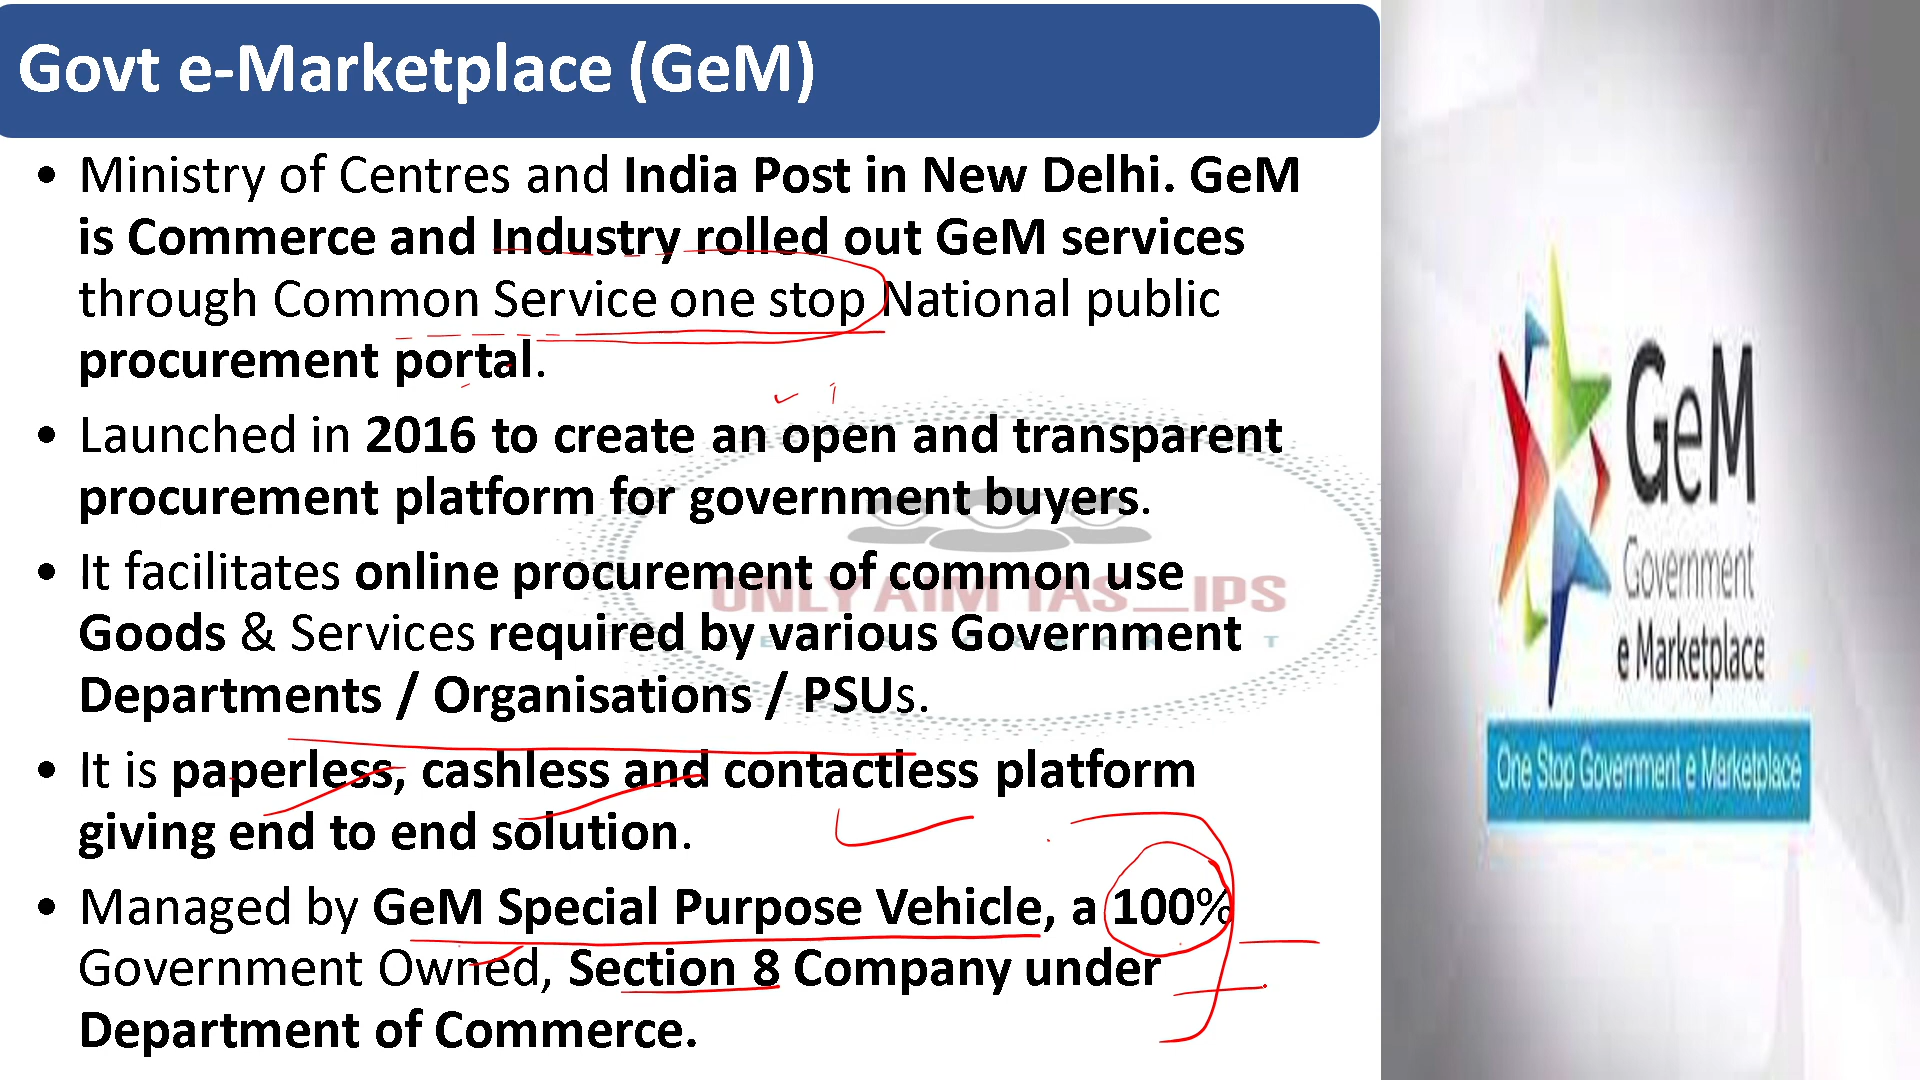 Govt e-Marketplace (GeM)
• Ministry of Centres and India Post in New Delhi. GeM
is Commerce and Industry rolled out GeM services
through Common Service one stop National public
procurement portal.
• Launched in 2016 to create an open and transparent
procurement platform for government buyers.
• It facilitates online procurement of common use
Goods & Services required by various Government
Departments / Organisations / PSUs.
• It is paperless, cashless and contactless platform
giving end to end solution.
• Managed by GeM Special Purpose Vehicle, a 100%
Government Owned, Section 8 Company under
Department of Commerce.
ONLY AIM IAS_IPS
GeM
Government
e Marketplace
One Stop Government e Marketplace